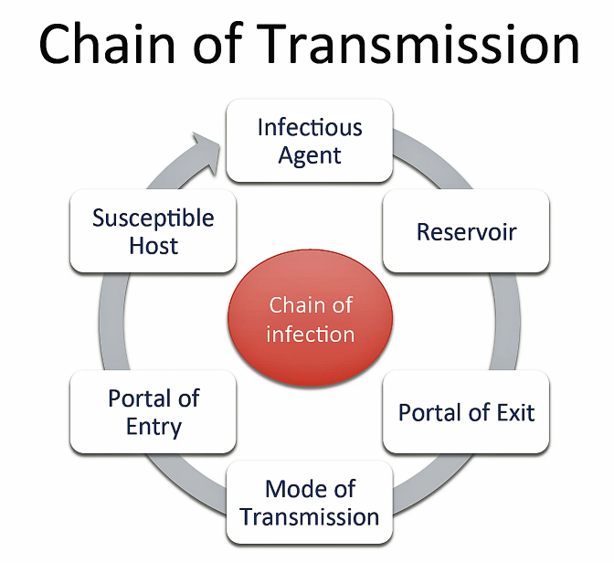 Chain of Transmission
Infectious
Agent
Reservoir
Portal of Exit
Mode of
Transmission
Portal of
Entry
Susceptible
Host
Chain of
infection